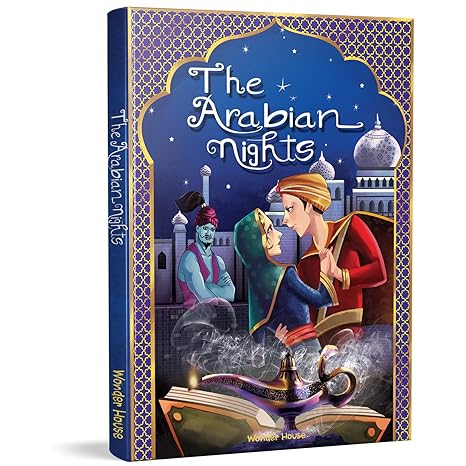 The Arabian Nights
Wonder House
The
Arabian
Nights
Wonder House